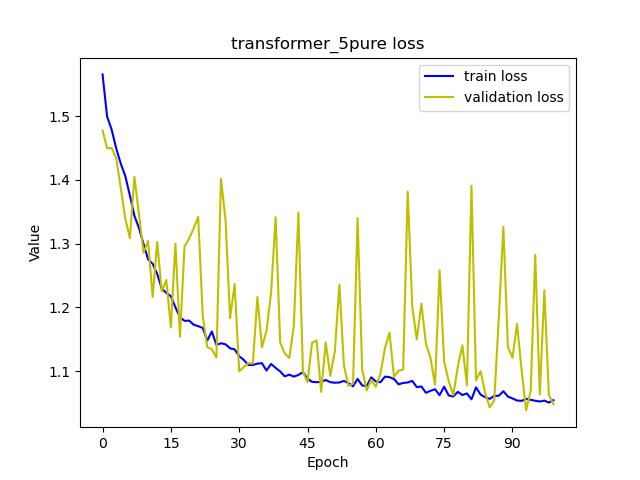 transformer_5pure loss
train loss
validation loss
1.5
1.4
1.3
1.2
1.1
Value
0 15 30 45 60 75 90
Epoch